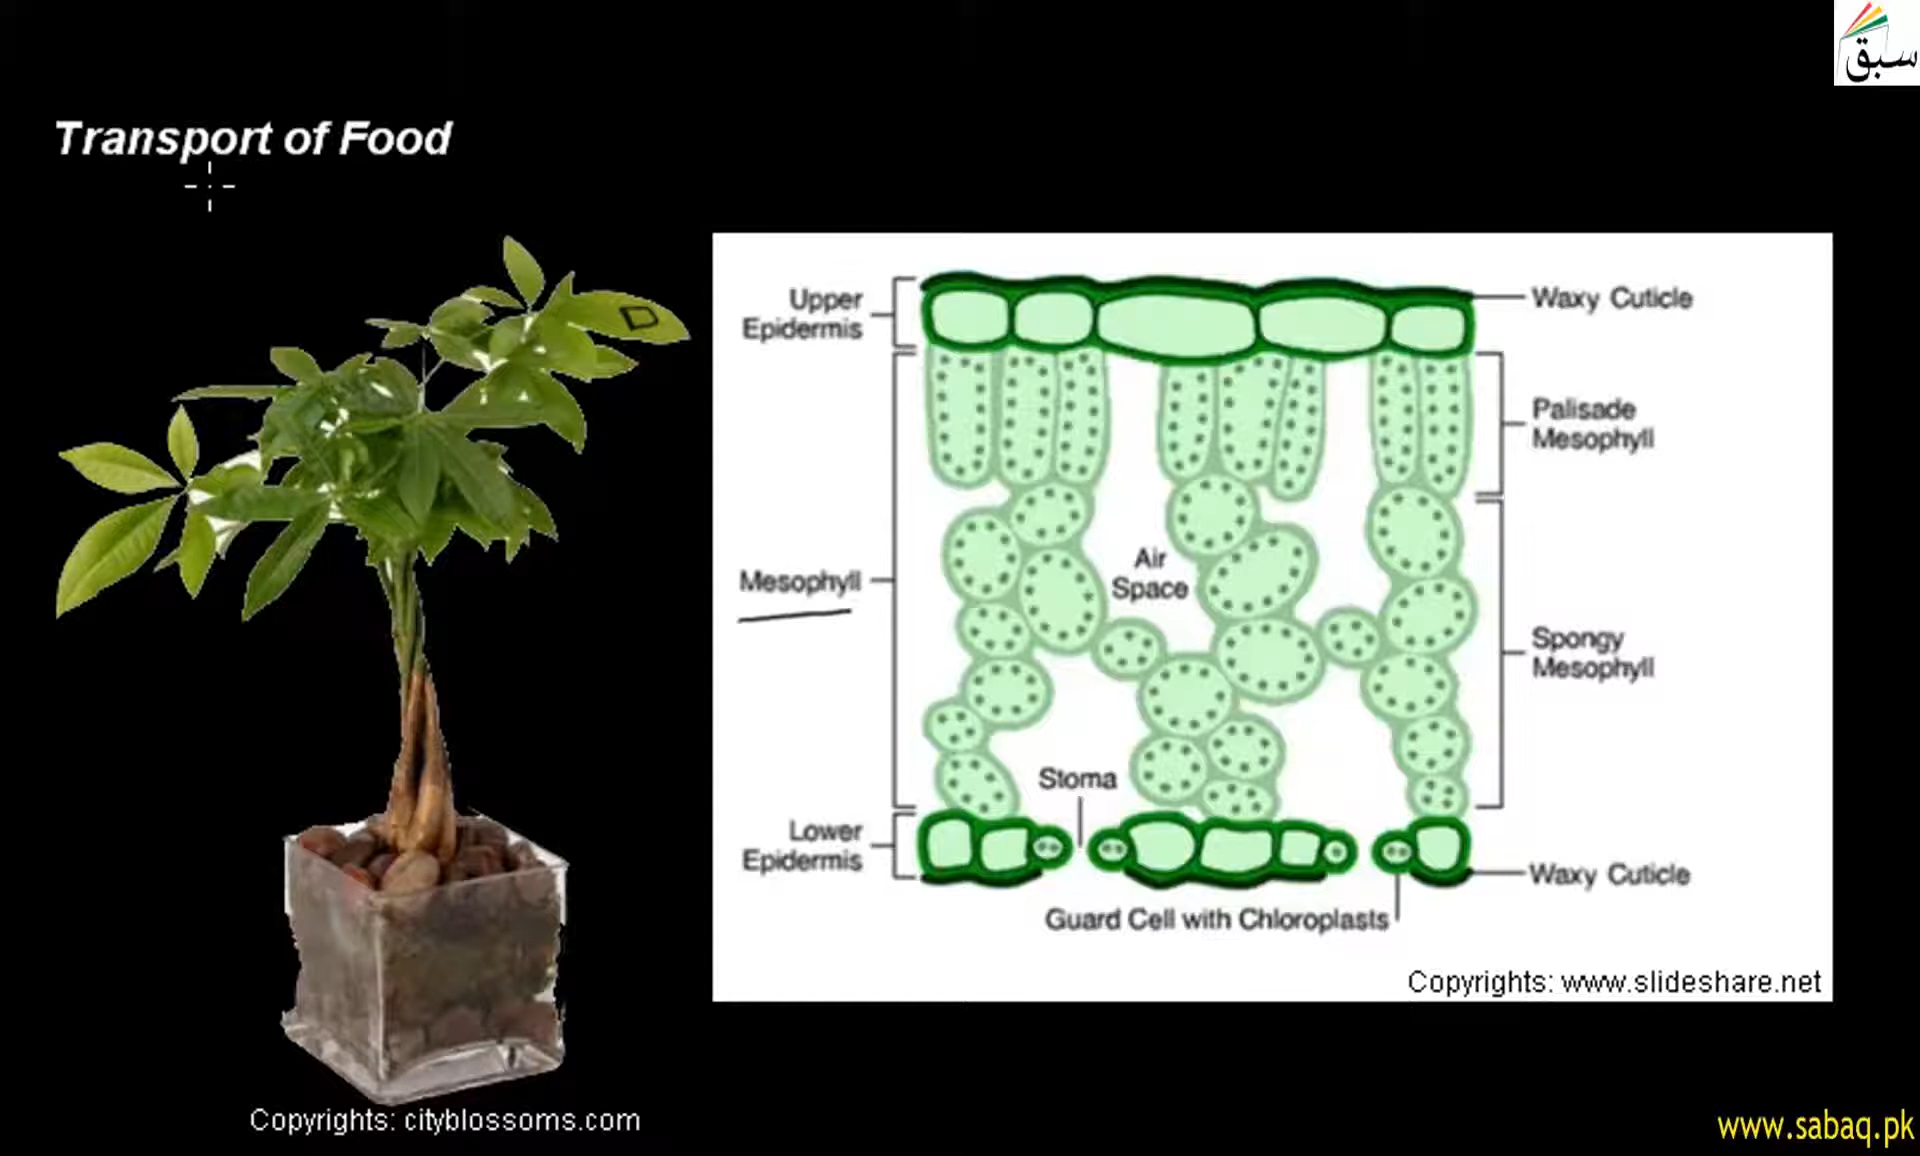 سبق
Transport of Food
Upper
Epidermis
Waxy Cuticle
Palisade
Mesophyll
Air
Space
Mesophyll
Spongy
Mesophyll
Stoma
Lower
Epidermis
Waxy Cuticle
Guard Cell with Chloroplasts
Copyrights: www.slideshare.net
Copyrights: cityblossoms.com
www.sabaq.pk